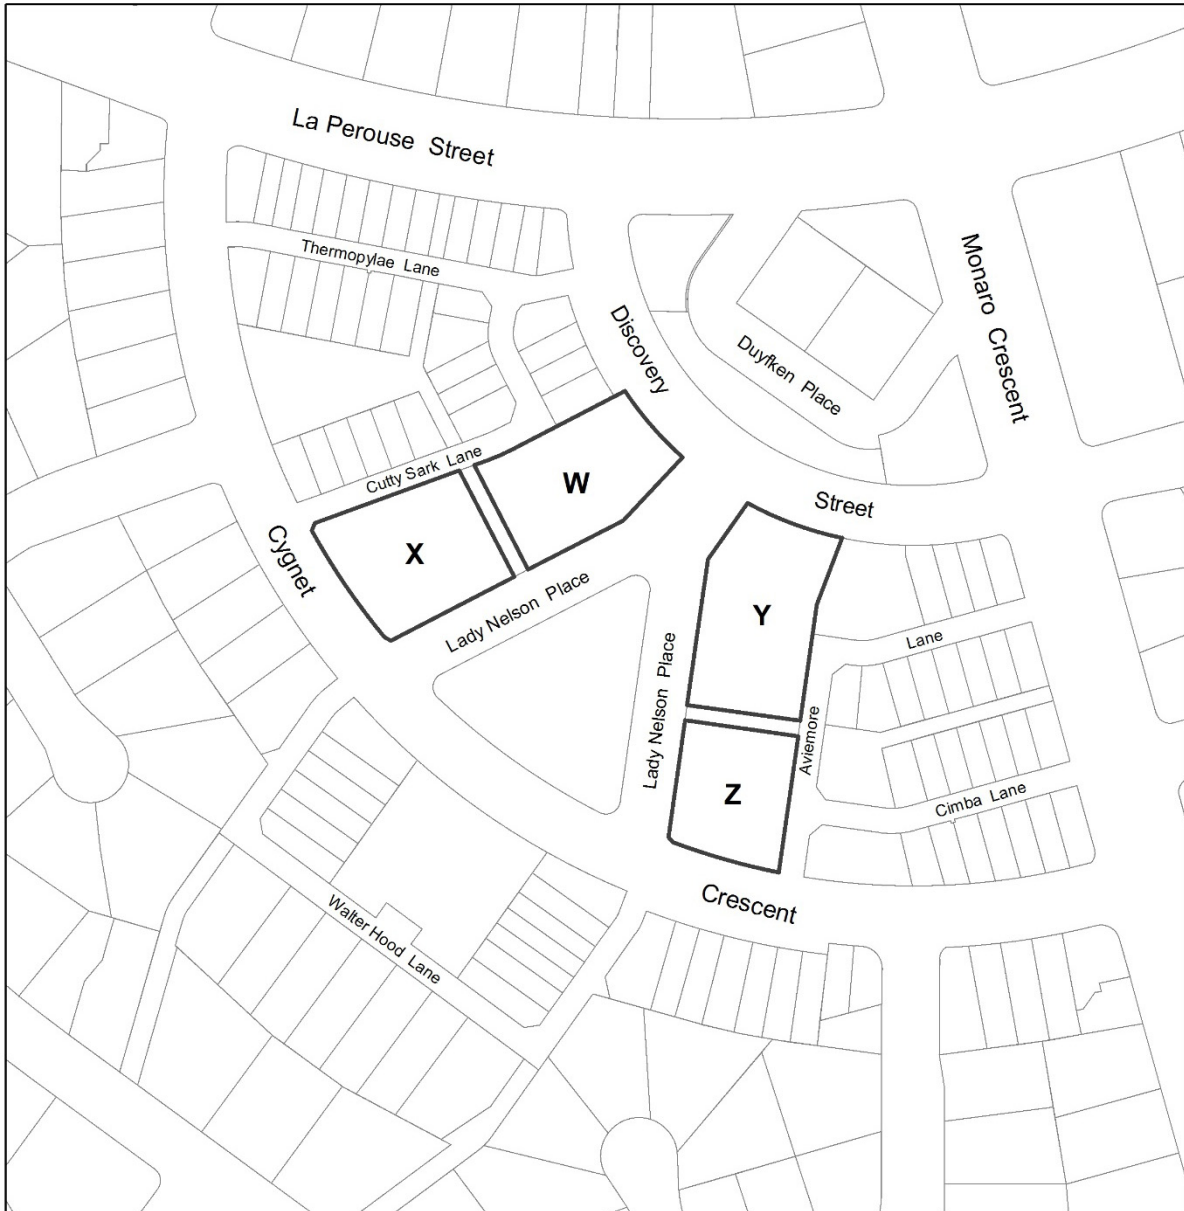 La Perouse Street
Thermopylae Lane
Monaro Crescent
Discovery
Duyfken Place
Cutty Sark Lane
W
Street
X
Cygnet
Lady Nelson Place
Y
Lane
Lady Nelson Place
Aviemore
Z
Cimba Lane
Crescent
Walter Hood Lane